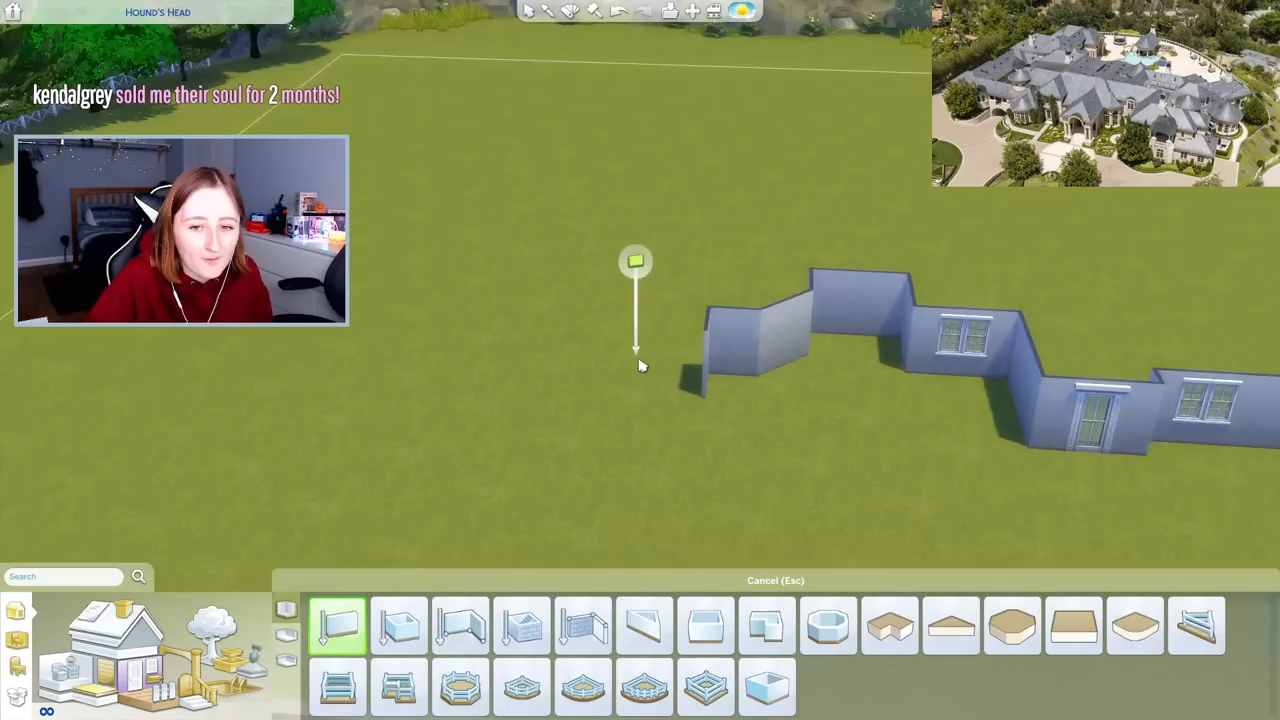 HOUND'S HEAD
kendalgrey sold me their soul for 2 months!
Cancel (Esc)
Search